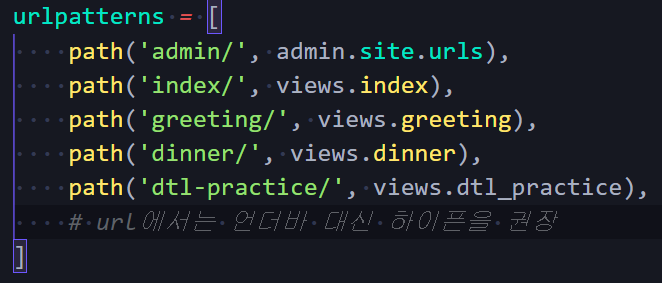 urlpatterns = [
    path('admin/', admin.site.urls),
    path('index/', views.index),
    path('greeting/', views.greeting),
    path('dinner/', views.dinner),
    path('dtl-practice/', views.dtl_practice),
    # url에서는 언더바 대신 하이픈을 권장
]